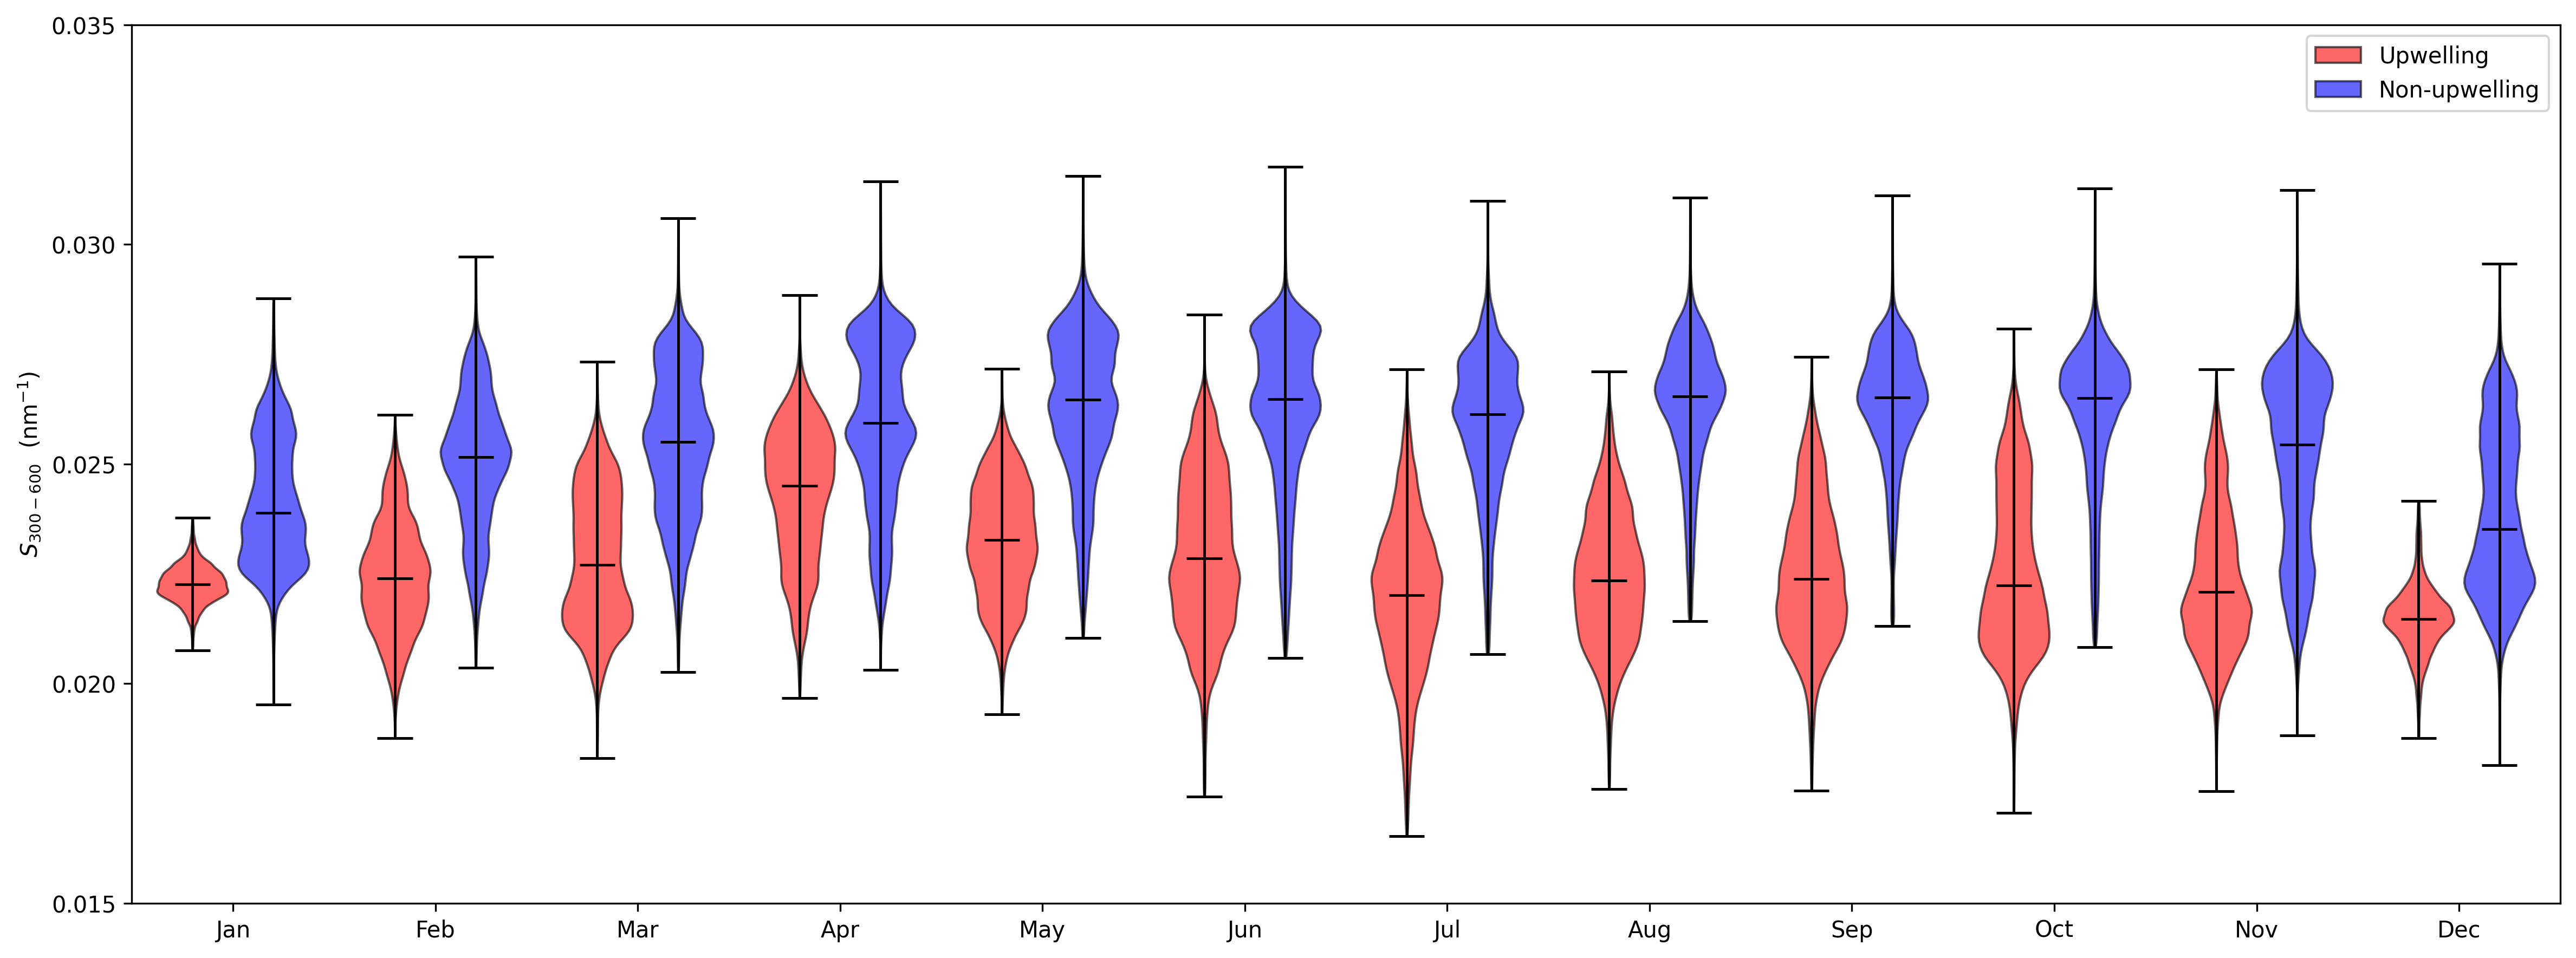 0.035
0.030
0.025
0.020
0.015
S300−600 (nm−1)
Upwelling
Non-upwelling
Jan Feb Mar Apr May Jun Jul Aug Sep Oct Nov Dec